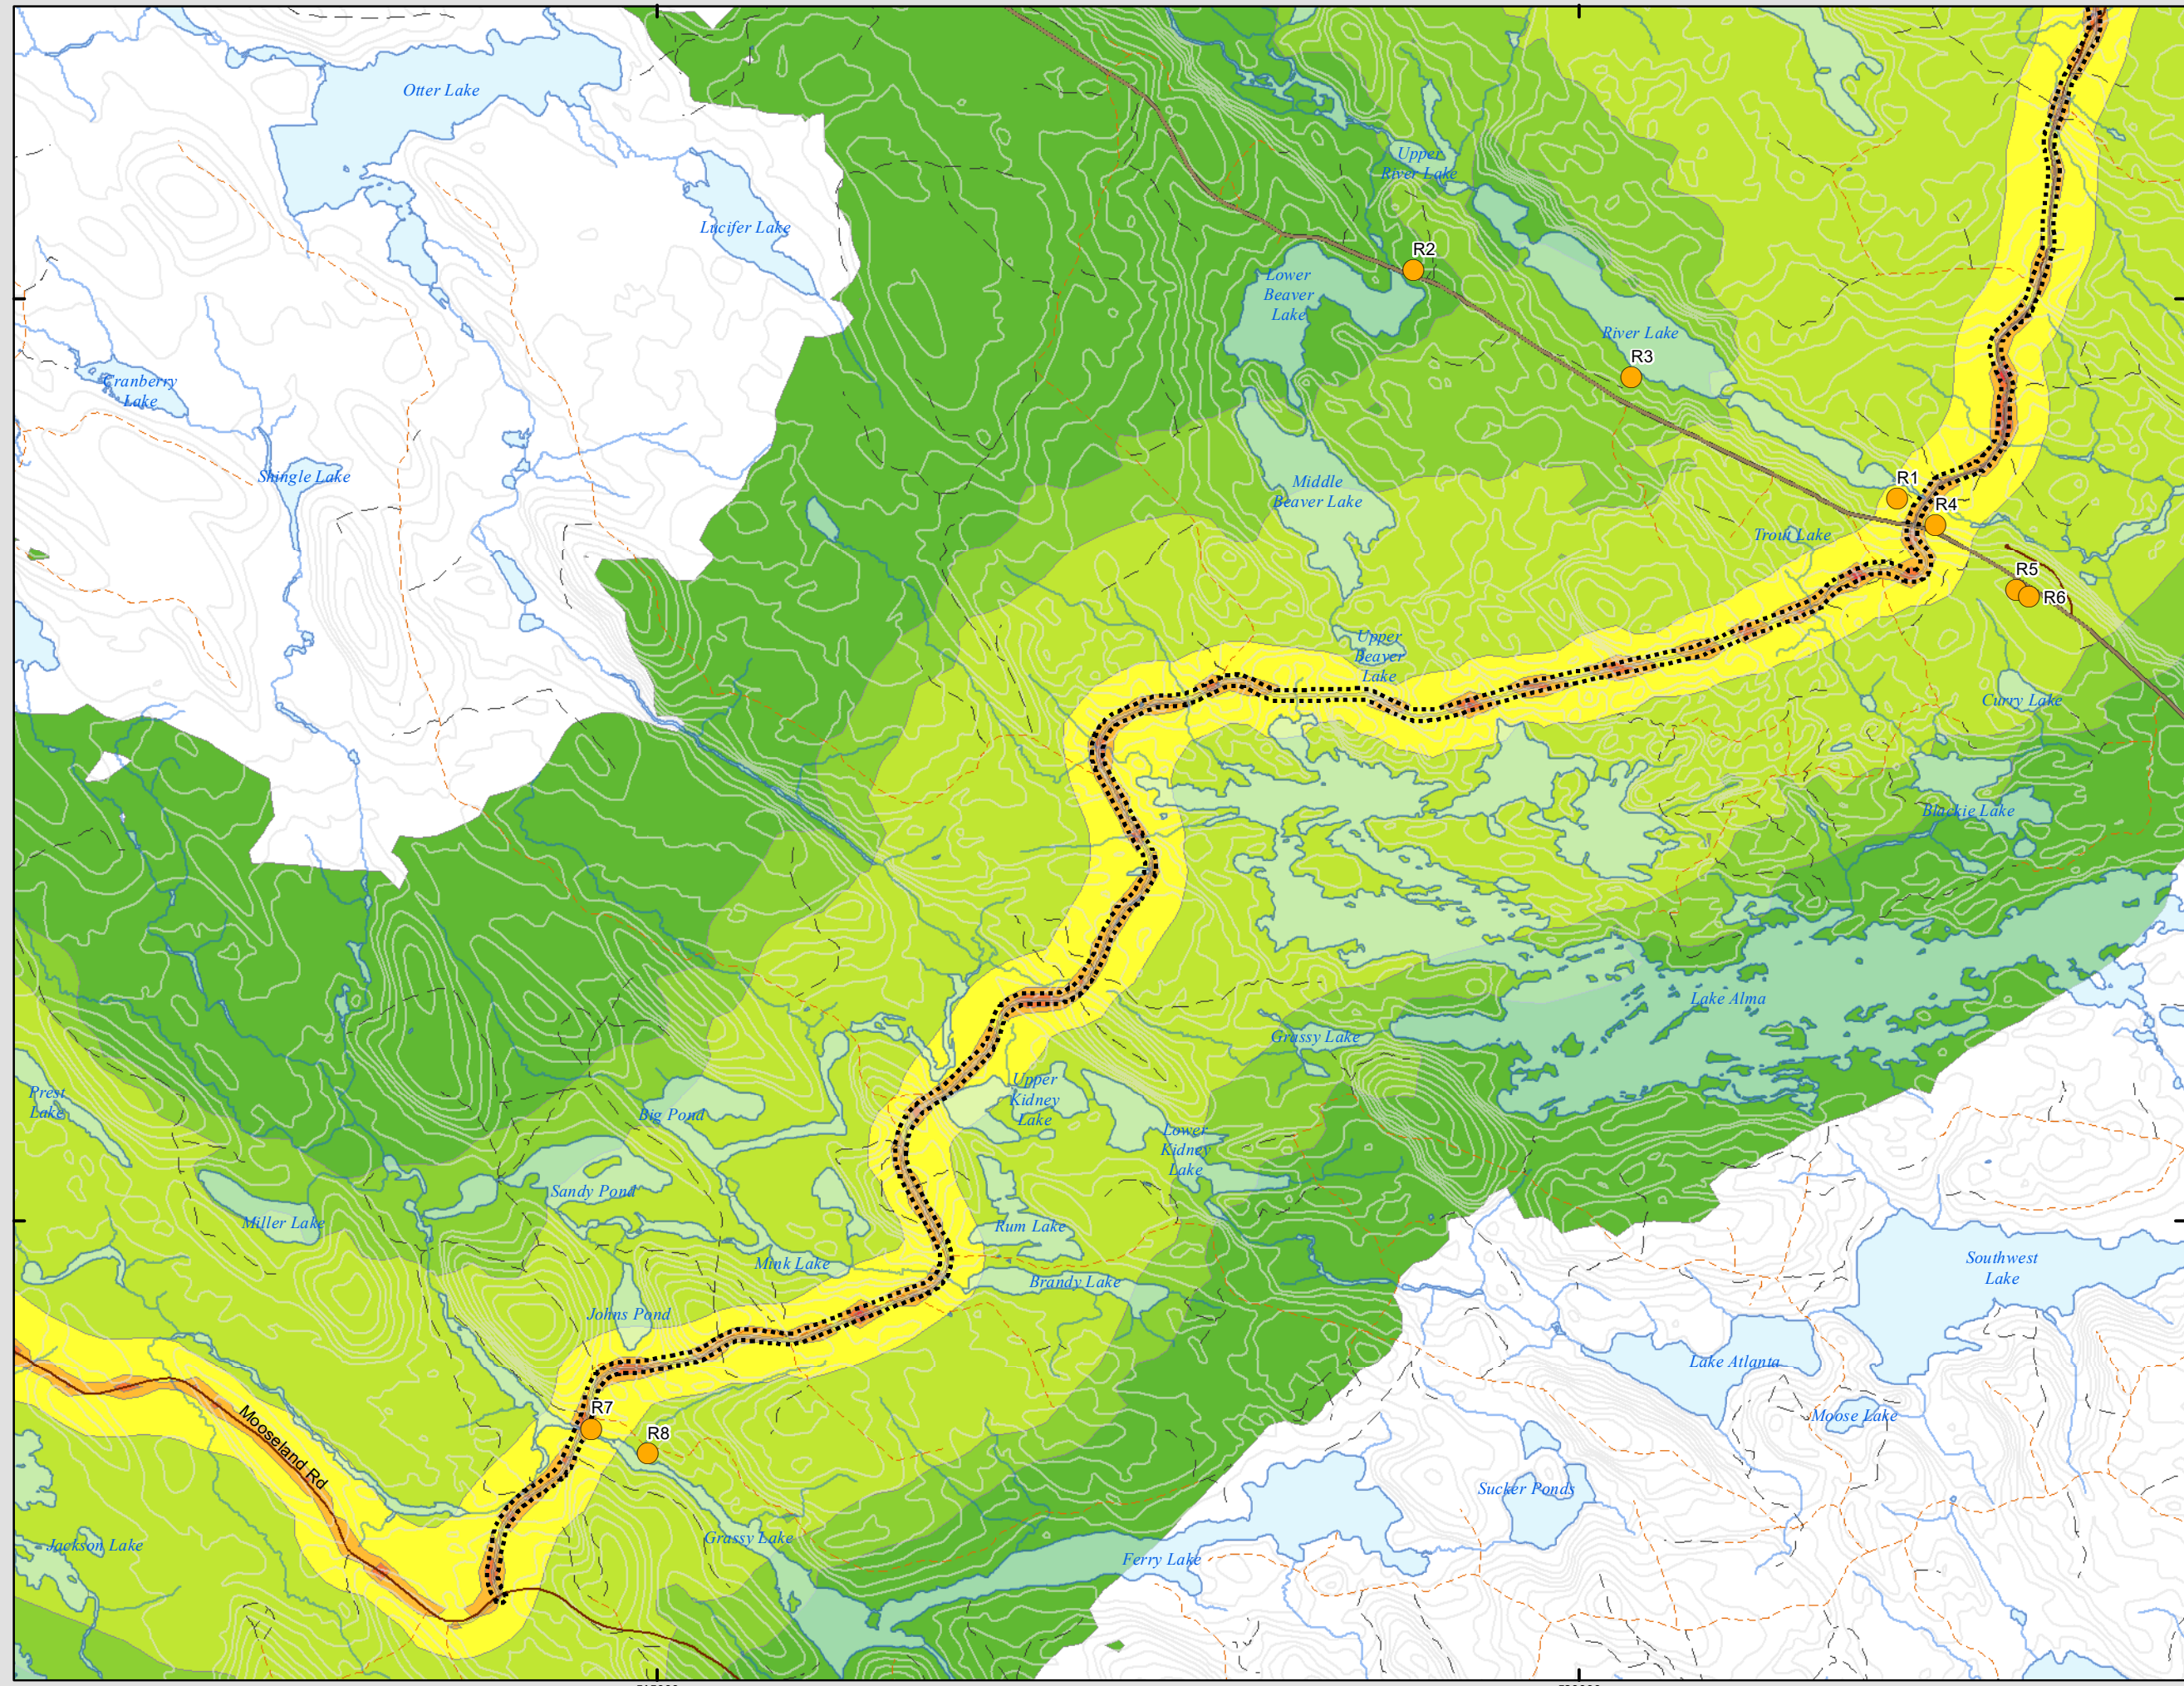 Otter Lake
Upper
River Lake
Lucifer Lake
R2
Lower
Beaver
Lake
River Lake
R3
Cranberry
Lake
Shingle Lake
Middle
Beaver Lake
R1
R4
Trout Lake
R5
R6
Upper
Beaver
Lake
Curry Lake
Blackie Lake
Lake Alma
Grassy Lake
Prest
Lake
Big Pond
Upper
Kidney
Lake
Lower
Kidney
Lake
Sandy Pond
Miller Lake
Rum Lake
Mink Lake
Brandy Lake
Southwest
Lake
Johns Pond
Lake Atlanta
R7
Moose Lake
R8
Mooseland Rd
Sucker Ponds
Grassy Lake
Jackson Lake
Ferry Lake